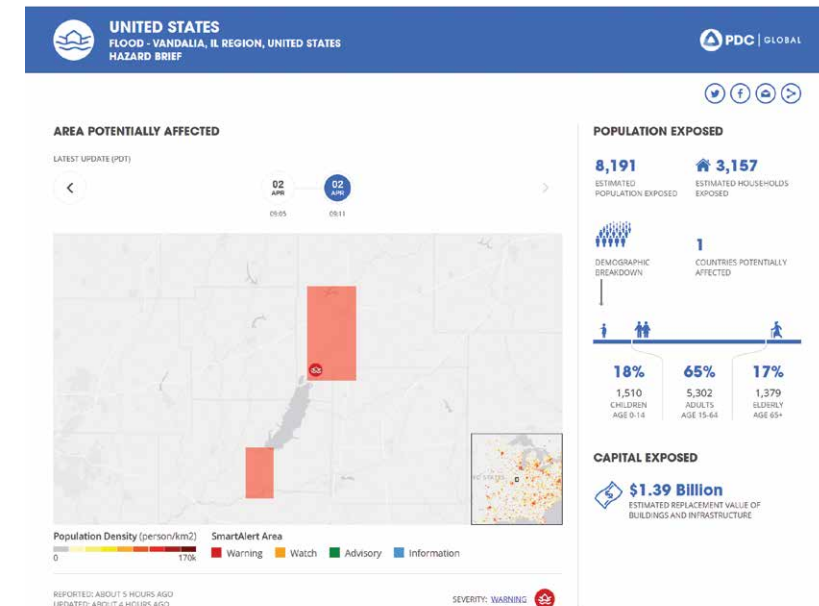 UNITED STATES
FLOOD - VANDALIA, IL REGION, UNITED STATES
HAZARD BRIEF
PDC | GLOBAL
AREA POTENTIALLY AFFECTED
LATEST UPDATE (PDT)
02
APR
02
APR
09:05
09:11
Population Density (person/km2)
0
170k
SmartAlert Area
Warning
Watch
Advisory
Information
REPORTED: ABOUT 5 HOURS AGO
UPDATED: ABOUT 4 HOURS AGO
SEVERITY: WARNING
POPULATION EXPOSED
8,191
ESTIMATED
POPULATION EXPOSED
3,157
ESTIMATED HOUSEHOLDS
EXPOSED
DEMOGRAPHIC
BREAKDOWN
1
COUNTRIES POTENTIALLY
AFFECTED
18%
1,510
CHILDREN
AGE 0-14
65%
5,302
ADULTS
AGE 15-64
17%
1,379
ELDERLY
AGE 65+
CAPITAL EXPOSED
$1.39 Billion
ESTIMATED REPLACEMENT VALUE OF
BUILDINGS AND INFRASTRUCTURE